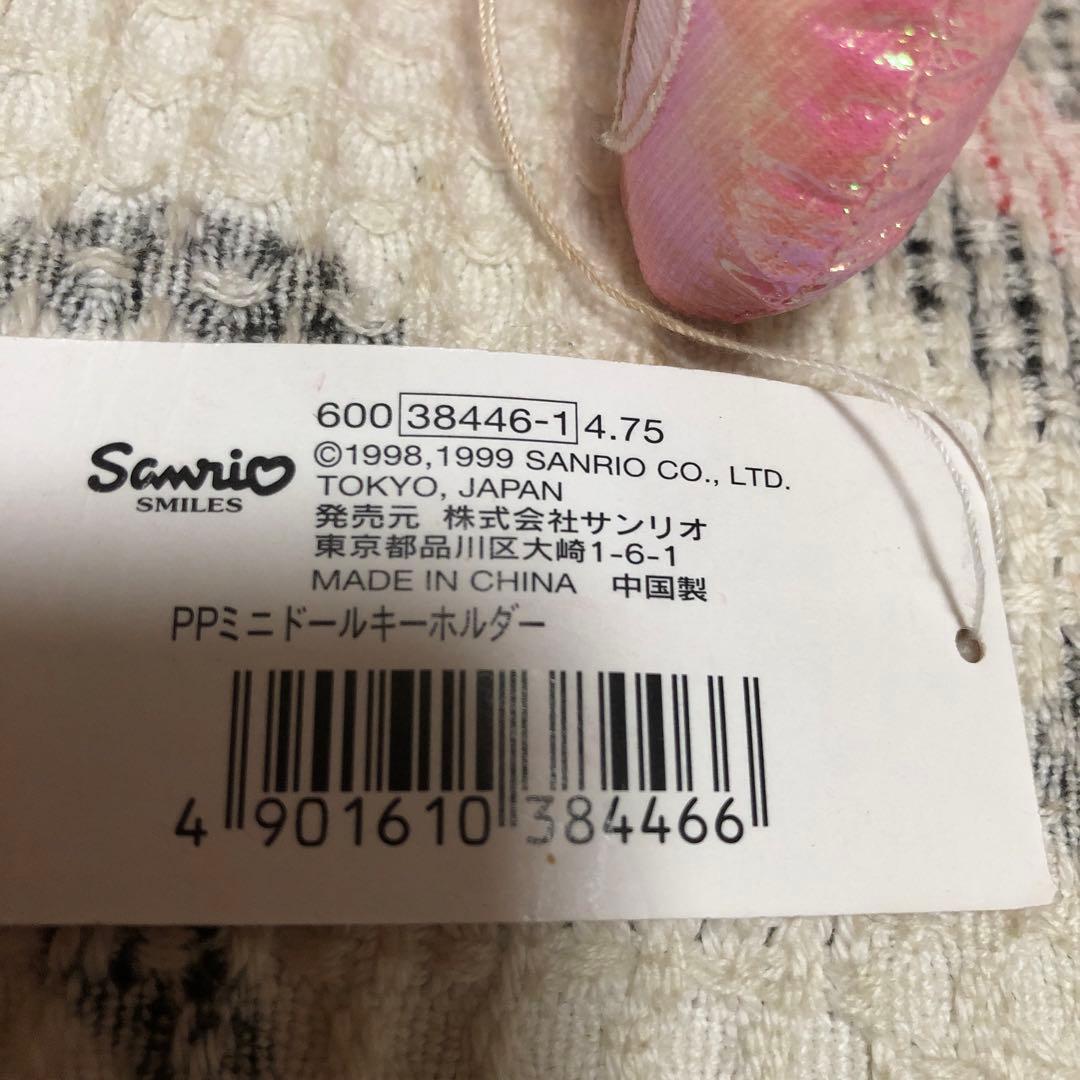 600 38446-1 4.75
Sanrio
SMILES
©1998,1999 SANRIO CO., LTD.
TOKYO, JAPAN
発売元 株式会社サンリオ
東京都品川区大崎1-6-1
MADE IN CHINA 中国製
PPミニドールキーホルダー
4 901610 384466